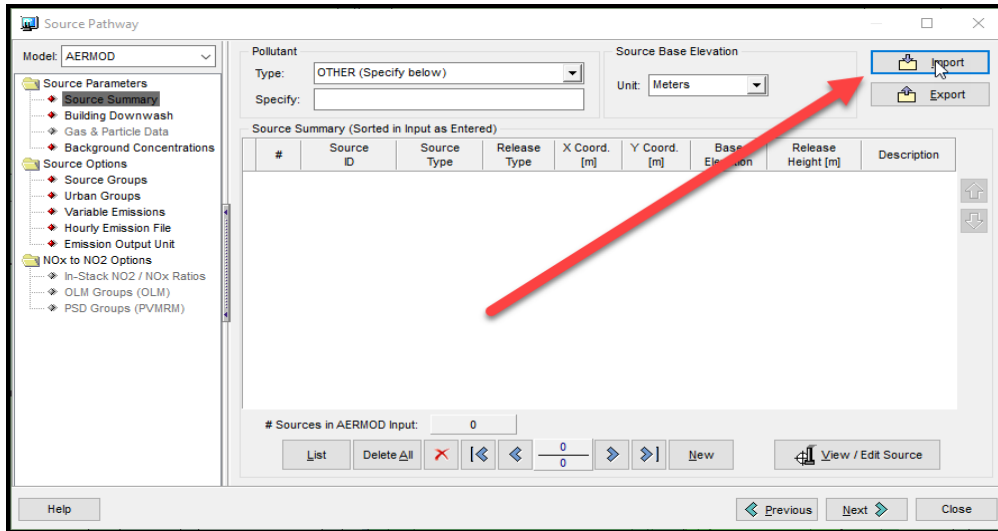 Source Pathway
Model: AERMOD
Source Parameters
Source Summary
Building Downwash
Gas & Particle Data
Background Concentrations
Source Options
Source Groups
Urban Groups
Variable Emissions
Hourly Emission File
Emission Output Unit
NOx to NO2 Options
In-Stack NO2 / NOx Ratios
OLM Groups (OLM)
PSD Groups (PVMRM)
Pollutant
Type: OTHER (Specify below)
Specify:
Source Base Elevation
Unit: Meters
Import
Export
Source Summary (Sorted in Input as Entered)
# Source ID Source Type Release Type X Coord. [m] Y Coord. [m] Base Elevation Release Height [m] Description
# Sources in AERMOD Input: 0
List Delete All 0 New View / Edit Source
0
Help Previous Next Close